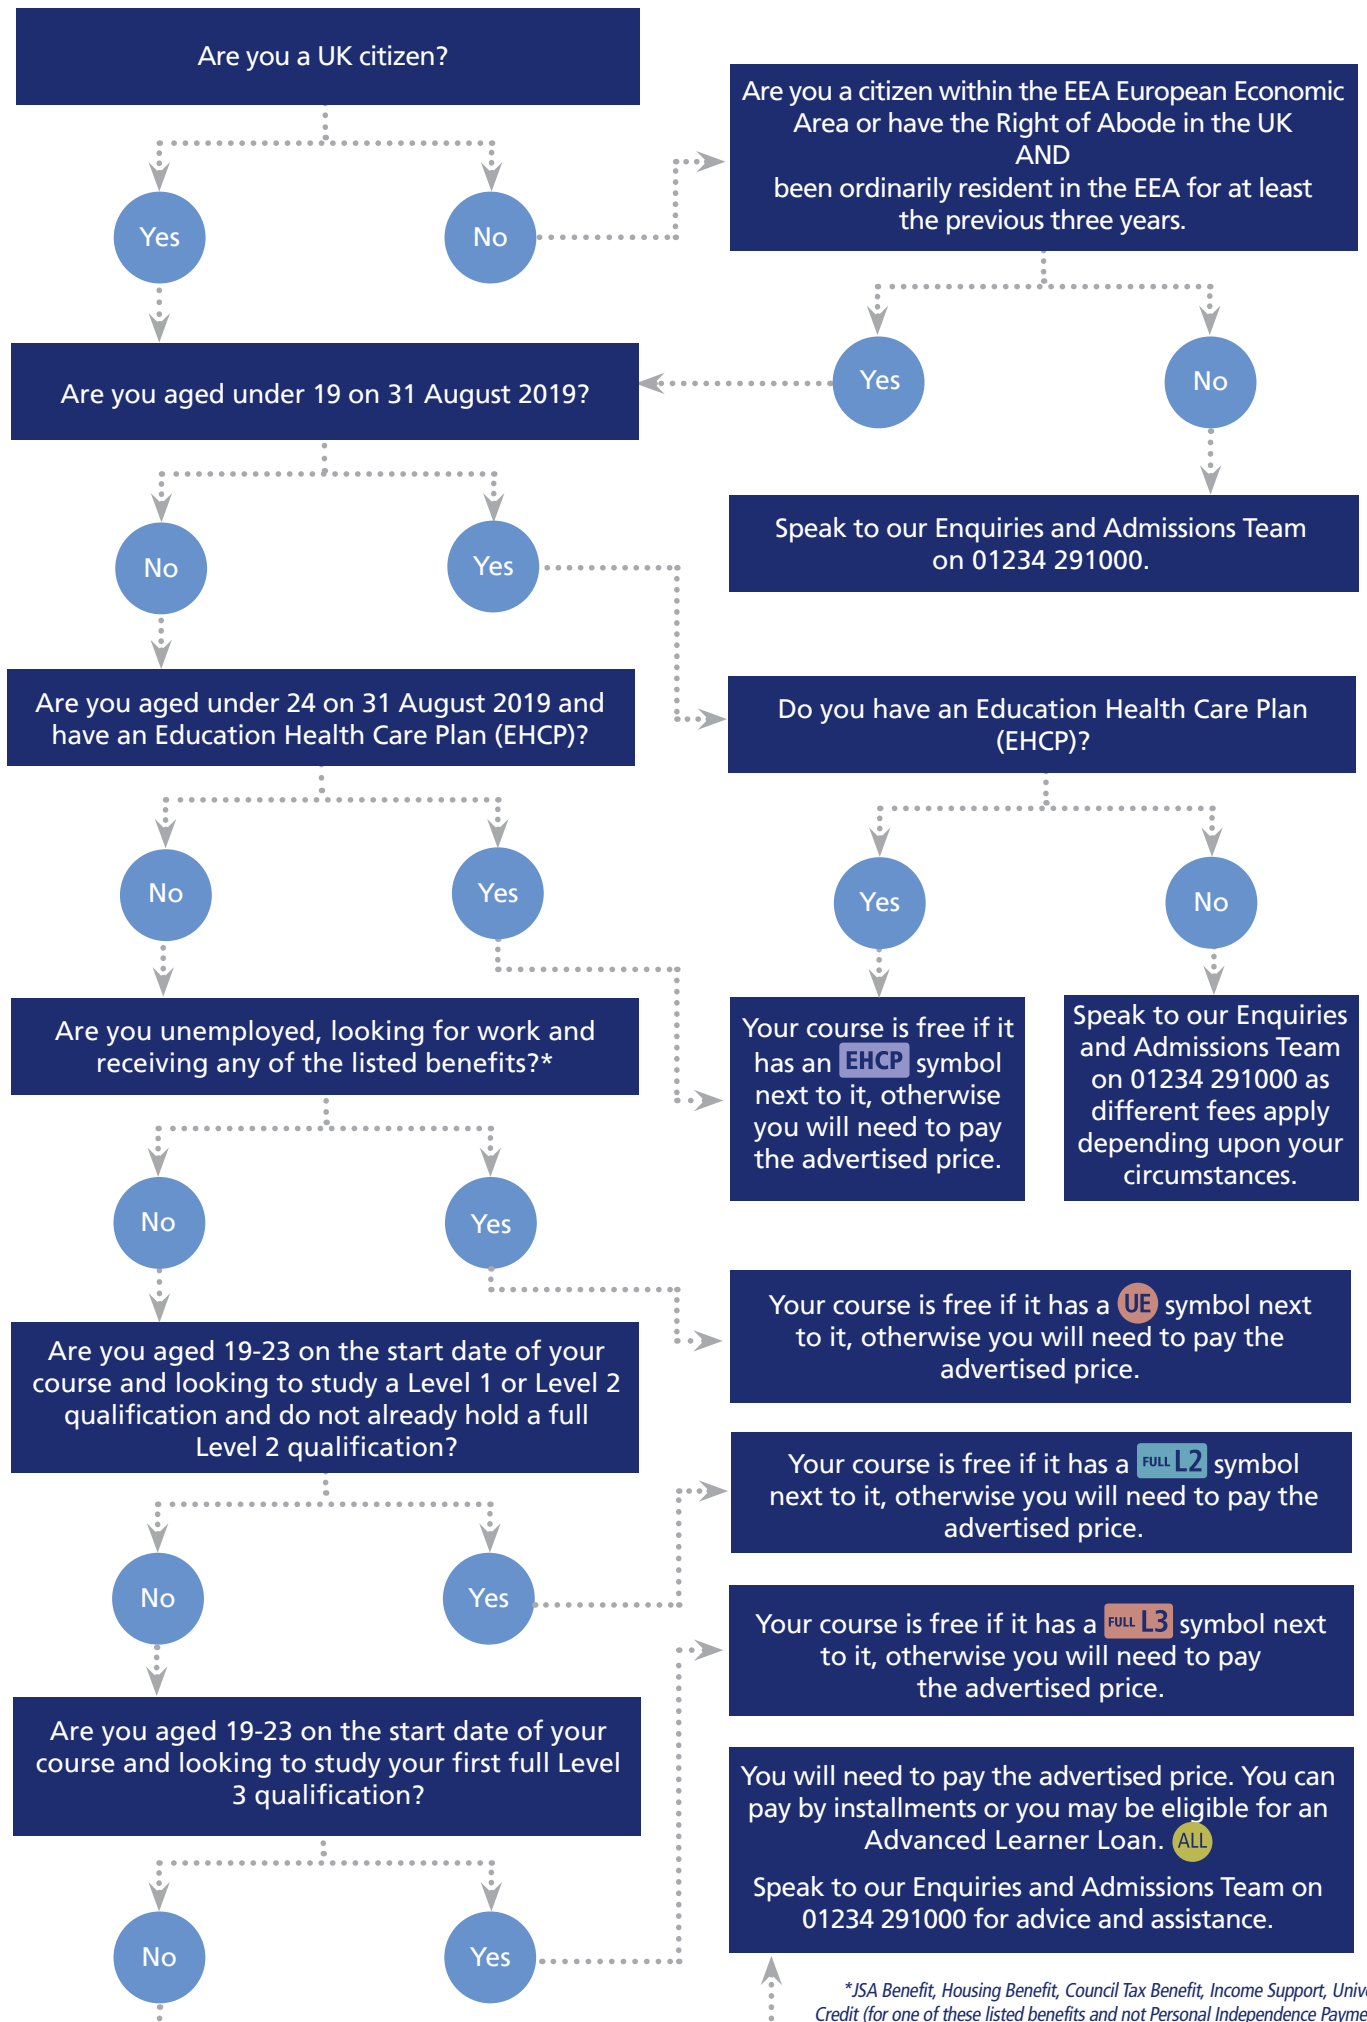 Are you a UK citizen?
Are you a citizen within the EEA European Economic
Area or have the Right of Abode in the UK
AND
been ordinarily resident in the EEA for at least
the previous three years.
Yes
No
Are you aged under 19 on 31 August 2019?
Yes
No
Speak to our Enquiries and Admissions Team
on 01234 291000.
No
Yes
Are you aged under 24 on 31 August 2019 and
have an Education Health Care Plan (EHCP)?
Do you have an Education Health Care Plan
(EHCP)?
No
Yes
Yes
No
Are you unemployed, looking for work and
receiving any of the listed benefits?*
Your course is free if it
has an EHCP symbol
next to it, otherwise
you will need to pay
the advertised price.
Speak to our Enquiries
and Admissions Team
on 01234 291000 as
different fees apply
depending upon your
circumstances.
No
Yes
Your course is free if it has a UE symbol next
to it, otherwise you will need to pay the
advertised price.
Are you aged 19-23 on the start date of your
course and looking to study a Level 1 or Level 2
qualification and do not already hold a full
Level 2 qualification?
Your course is free if it has a FULL L2 symbol
next to it, otherwise you will need to pay the
advertised price.
No
Yes
Your course is free if it has a FULL L3 symbol next
to it, otherwise you will need to pay
the advertised price.
Are you aged 19-23 on the start date of your
course and looking to study your first full Level
3 qualification?
You will need to pay the advertised price. You can
pay by installments or you may be eligible for an
Advanced Learner Loan. ALL
Speak to our Enquiries and Admissions Team on
01234 291000 for advice and assistance.
No
Yes
*JSA Benefit, Housing Benefit, Council Tax Benefit, Income Support,
Credit (for one of these listed benefits and not Personal Independence